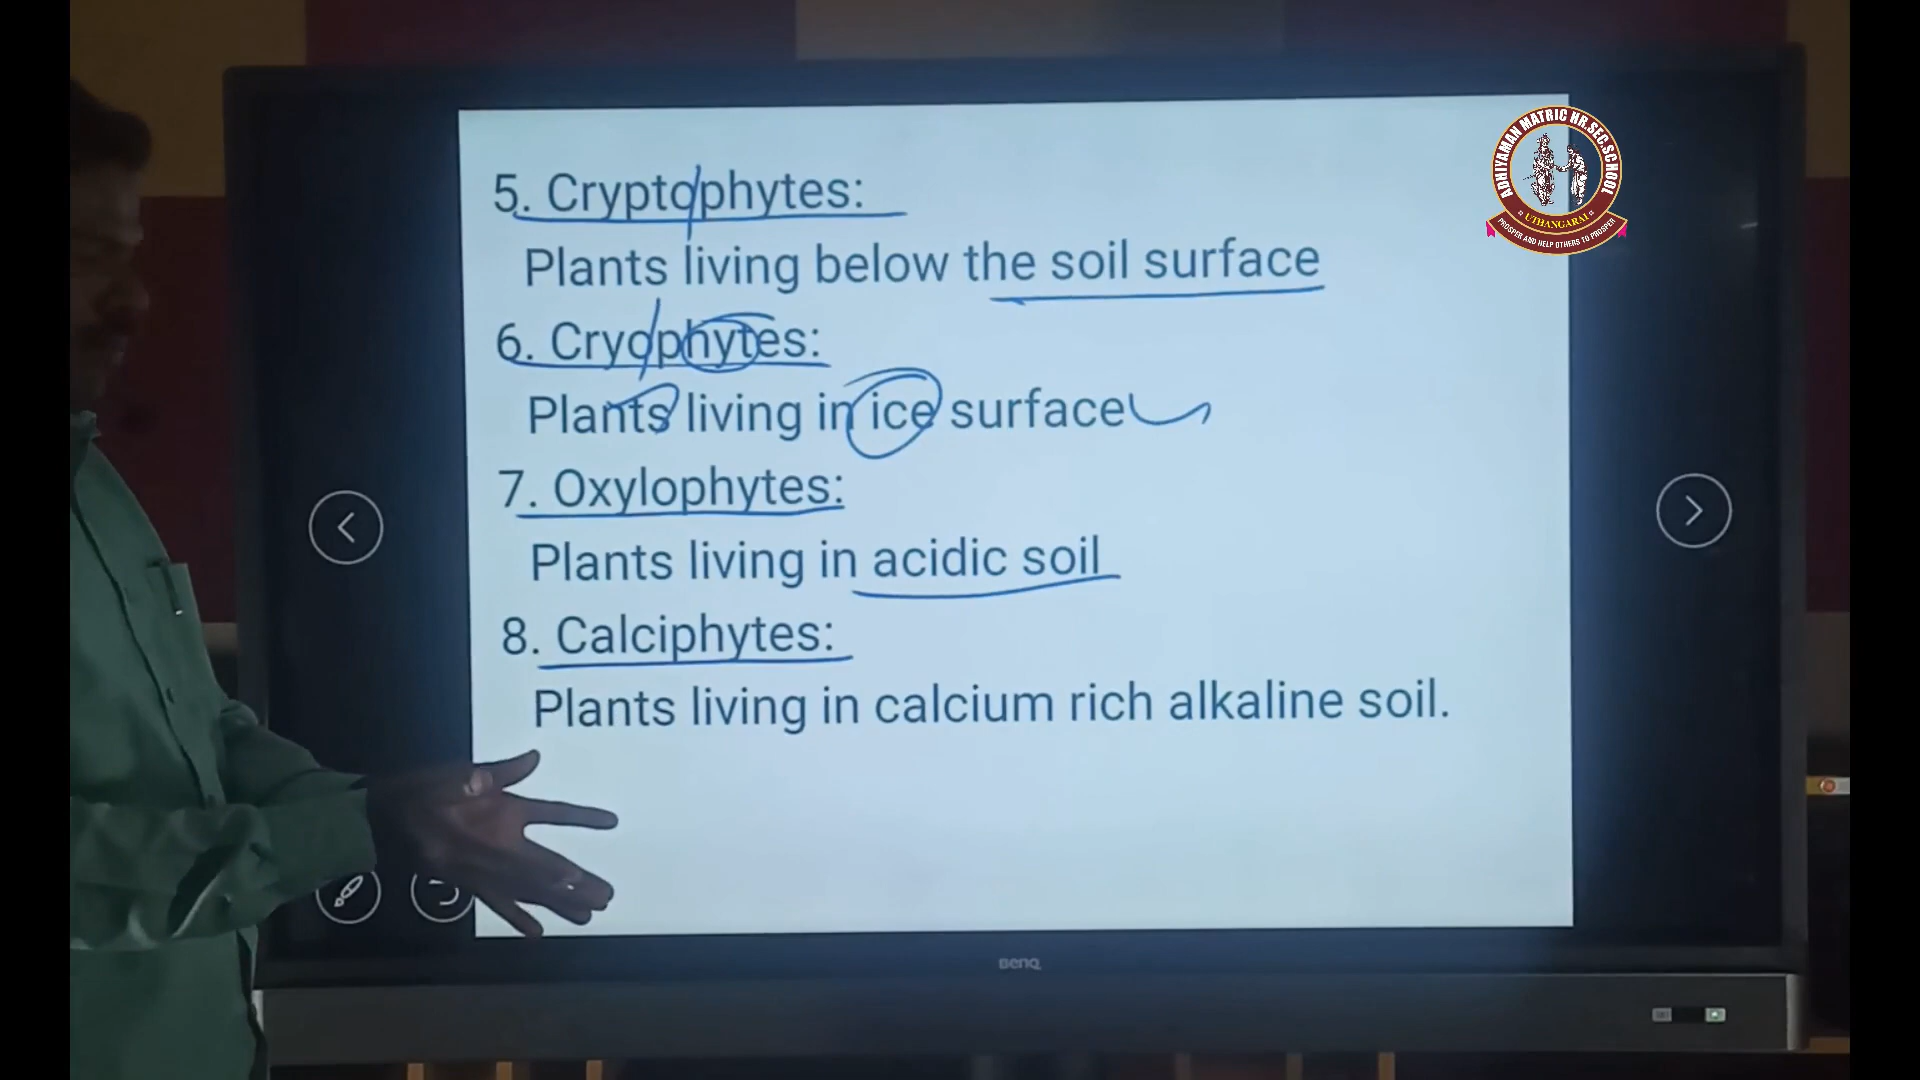 5. Cryptophytes:
Plants living below the soil surface
6. Cryophytes:
Plants living in ice surface
7. Oxylophytes:
Plants living in acidic soil
8. Calciphytes:
Plants living in calcium rich alkaline soil.
ADHIYAMAN MATRIC HR.SEC.SCHOOL
UTHANGARAI
PROSPER AND HELP OTHERS TO PROSPER
BenQ